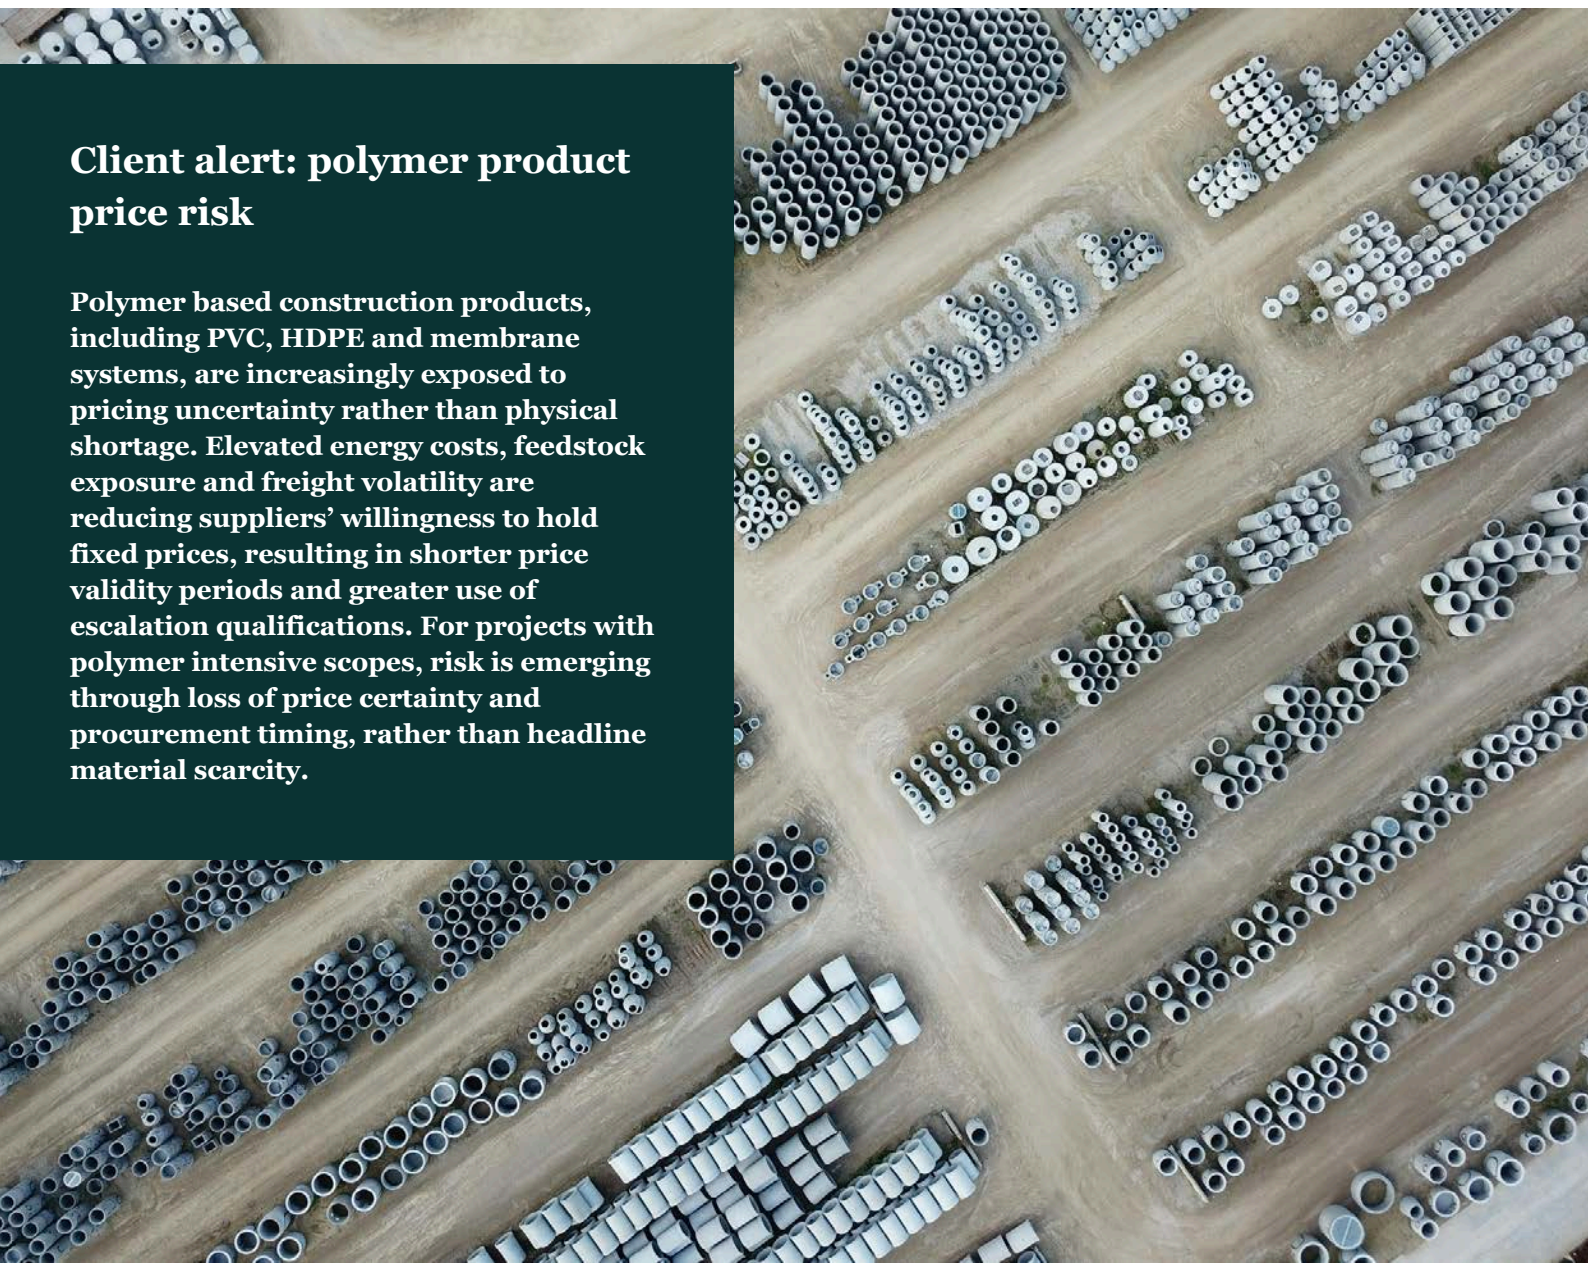 Client alert: polymer product
price risk
Polymer based construction products,
including PVC, HDPE and membrane
systems, are increasingly exposed to
pricing uncertainty rather than physical
shortage. Elevated energy costs, feedstock
exposure and freight volatility are
reducing suppliers’ willingness to hold
fixed prices, resulting in shorter price
validity periods and greater use of
escalation qualifications. For projects with
polymer intensive scopes, risk is emerging
through loss of price certainty and
procurement timing, rather than headline
material scarcity.